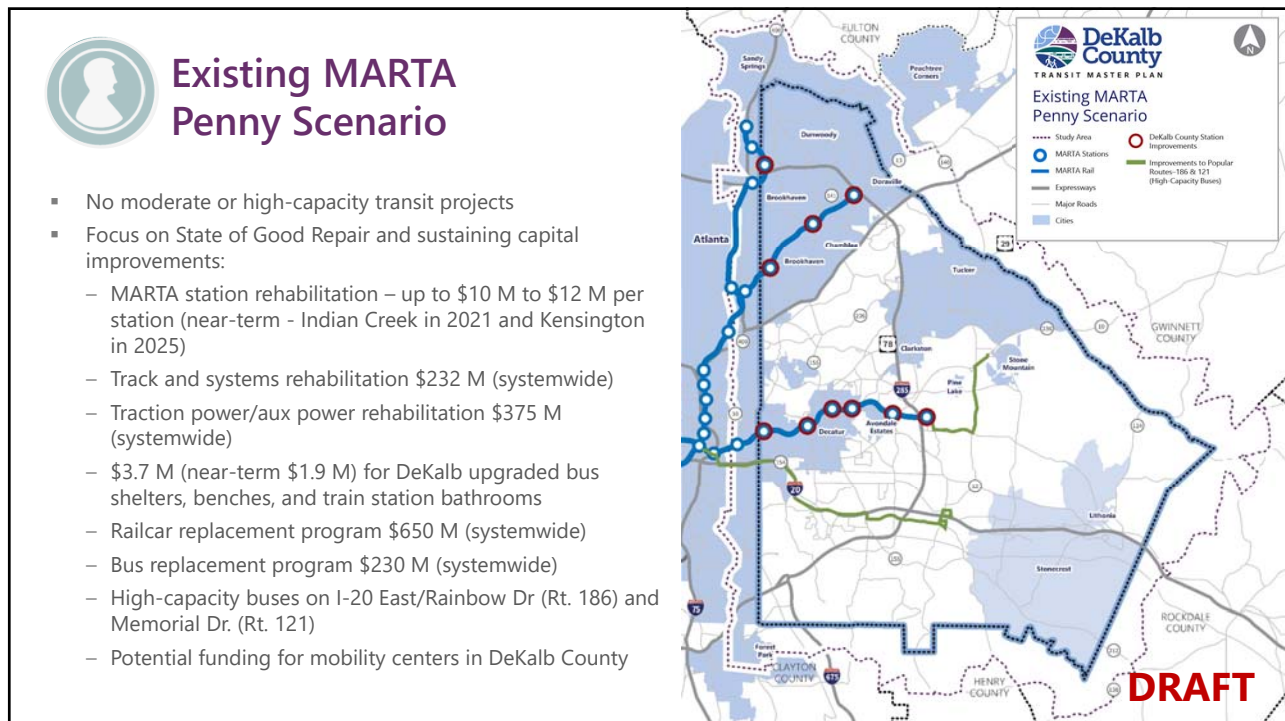 Existing MARTA
Penny Scenario
▪ No moderate or high-capacity transit projects
▪ Focus on State of Good Repair and sustaining capital
improvements:
– MARTA station rehabilitation – up to $10 M to $12 M per
station (near-term - Indian Creek in 2021 and Kensington
in 2025)
– Track and systems rehabilitation $232 M (systemwide)
– Traction power/aux power rehabilitation $375 M
(systemwide)
– $3.7 M (near-term $1.9 M) for DeKalb upgraded bus
shelters, benches, and train station bathrooms
– Railcar replacement program $650 M (systemwide)
– Bus replacement program $230 M (systemwide)
– High-capacity buses on I-20 East/Rainbow Dr (Rt. 186) and
Memorial Dr. (Rt. 121)
– Potential funding for mobility centers in DeKalb County
DeKalb
County
TRANSIT MASTER PLAN
N
Existing MARTA
Penny Scenario
Study Area
MARTA Stations
MARTA Rail
Expressways
Major Roads
Cities
DeKalb County Station
Improvements
Improvements to Popular
Routes-186 & 121
(High-Capacity Buses)
FULTON
COUNTY
Sandy
Springs
Peachtree
Corners
Dunwoody
Doraville
Brookhaven
Chamblee
Atlanta
Brookhaven
29
Tucker
GWINNETT
COUNTY
78
Clarkston
Stone
Mountain
285
Pine
Lake
Avondale
Estates
Decatur
20
Lithonia
Stonecrest
75
ROCKDALE
COUNTY
Forest
Park
CLAYTON
COUNTY
675
HENRY
COUNTY
DRAFT